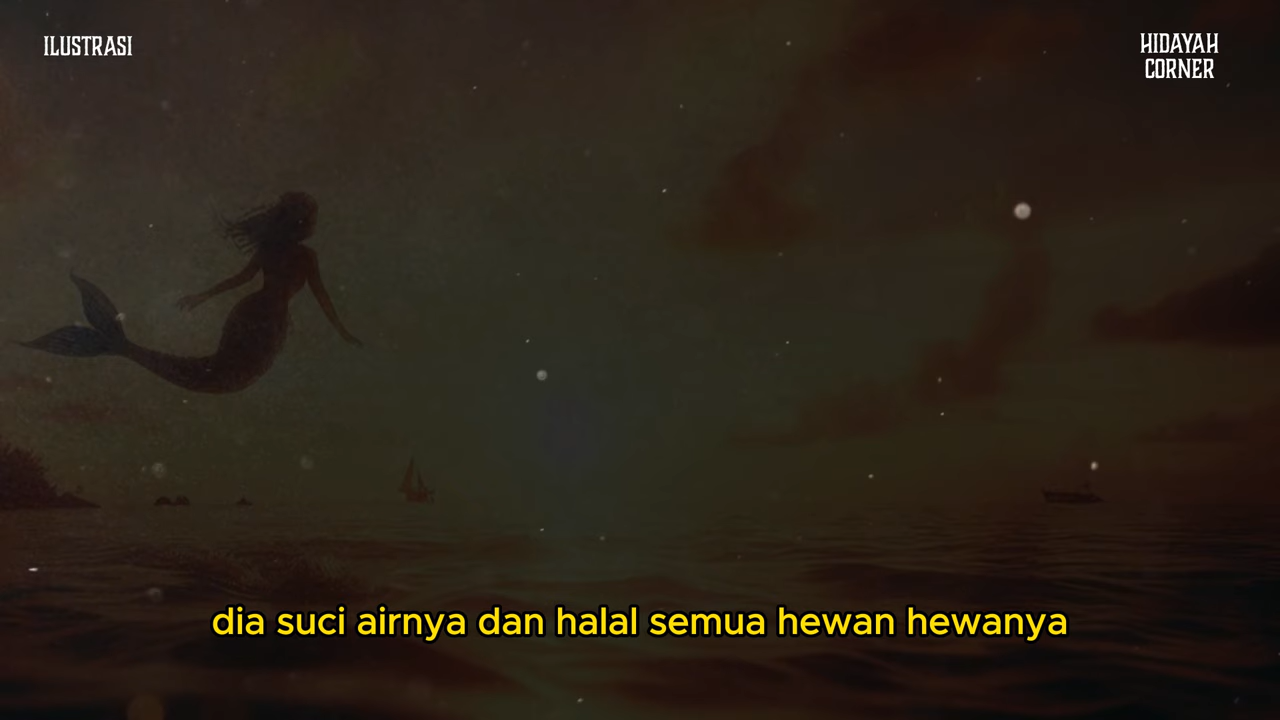 ILUSTRASI
HIDAYAH
CORNER
dia suci airnya dan halal semua hewan hewanya